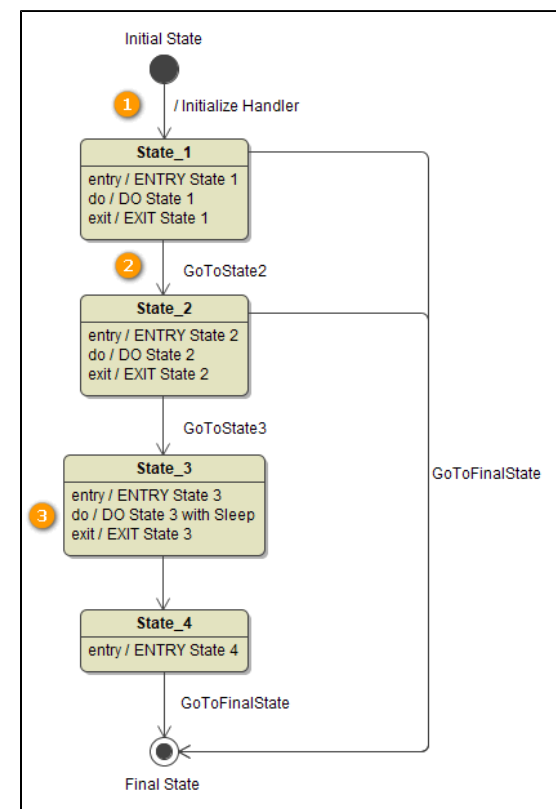 Initial State
1
/ Initialize Handler
State_1
entry / ENTRY State 1
do / DO State 1
exit / EXIT State 1
2
GoToState2
State_2
entry / ENTRY State 2
do / DO State 2
exit / EXIT State 2
GoToState3
GoToFinalState
State_3
entry / ENTRY State 3
3
do / DO State 3 with Sleep
exit / EXIT State 3
State_4
entry / ENTRY State 4
GoToFinalState
Final State